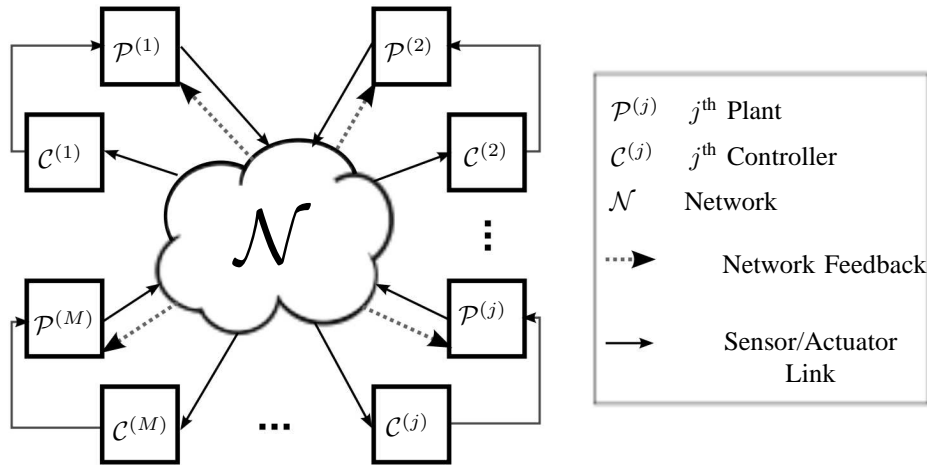 𝒫^(1)
𝒫^(2)
𝒞^(1)
𝒞^(2)
𝒩
𝒫^(M)
𝒫^(j)
𝒞^(M)
...
𝒞^(j)
𝒫^(j) j^th Plant
𝒞^(j) j^th Controller
𝒩 Network
Network Feedback
Sensor/Actuator
Link